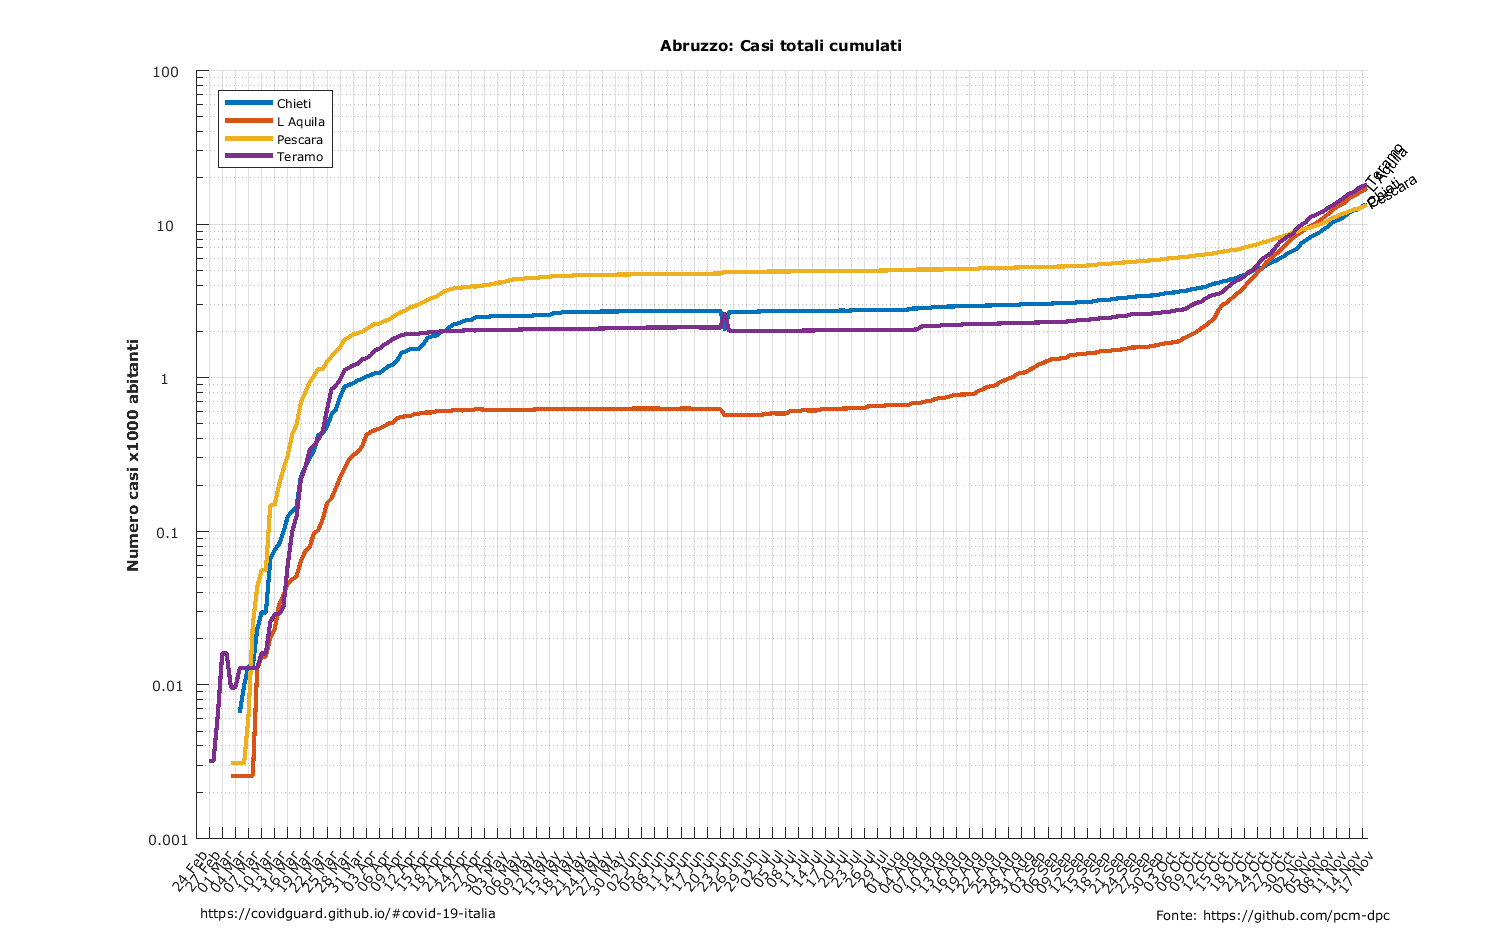 Abruzzo: Casi totali cumulati
100
10
1
0.1
0.01
0.001
Numero casi x1000 abitanti
Chieti
L Aquila
Pescara
Teramo
Teramo
L Aquila
Chieti
Pescara
24 Feb
27 Feb
01 Mar
04 Mar
07 Mar
10 Mar
13 Mar
16 Mar
19 Mar
22 Mar
25 Mar
28 Mar
31 Mar
03 Apr
06 Apr
09 Apr
12 Apr
15 Apr
18 Apr
21 Apr
24 Apr
27 Apr
30 Apr
03 May
06 May
09 May
12 May
15 May
18 May
21 May
24 May
27 May
30 May
02 Jun
05 Jun
08 Jun
11 Jun
14 Jun
17 Jun
20 Jun
23 Jun
26 Jun
29 Jun
02 Jul
05 Jul
08 Jul
11 Jul
14 Jul
17 Jul
20 Jul
23 Jul
26 Jul
29 Jul
01 Aug
04 Aug
07 Aug
10 Aug
13 Aug
16 Aug
19 Aug
22 Aug
25 Aug
28 Aug
31 Aug
03 Sep
06 Sep
09 Sep
12 Sep
15 Sep
18 Sep
21 Sep
24 Sep
27 Sep
30 Sep
03 Oct
06 Oct
09 Oct
12 Oct
15 Oct
18 Oct
21 Oct
24 Oct
27 Oct
30 Oct
02 Nov
05 Nov
08 Nov
11 Nov
14 Nov
17 Nov
https://covidguard.github.io/#covid-19-italia
Fonte: https://github.com/pcm-dpc